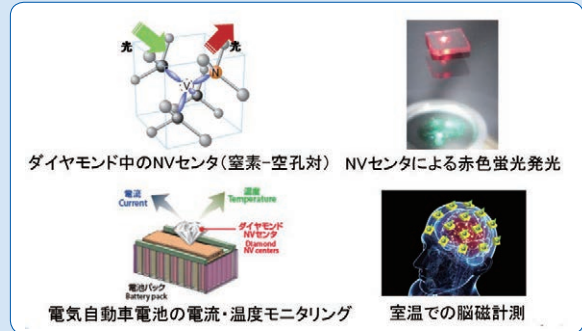 光
光
V
N
ダイヤモンド中のNVセンタ(窒素-空孔対)
NVセンタによる赤色蛍光発光
電流
Current
温度
Temperature
ダイヤモンド
NVセンタ
Diamond
NV centers
電池パック
Battery pack
電気自動車電池の電流・温度モニタリング
室温での脳磁計測